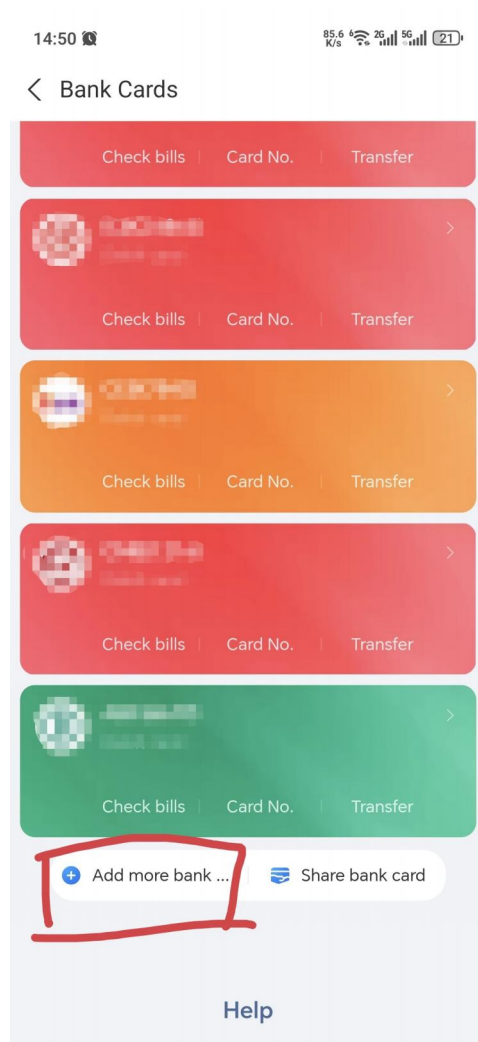 14:50 85.6 K/s 6 2G 5G 21
Bank Cards
Check bills Card No. Transfer
Check bills Card No. Transfer
Check bills Card No. Transfer
Check bills Card No. Transfer
Check bills Card No. Transfer
Add more bank ... Share bank card
Help